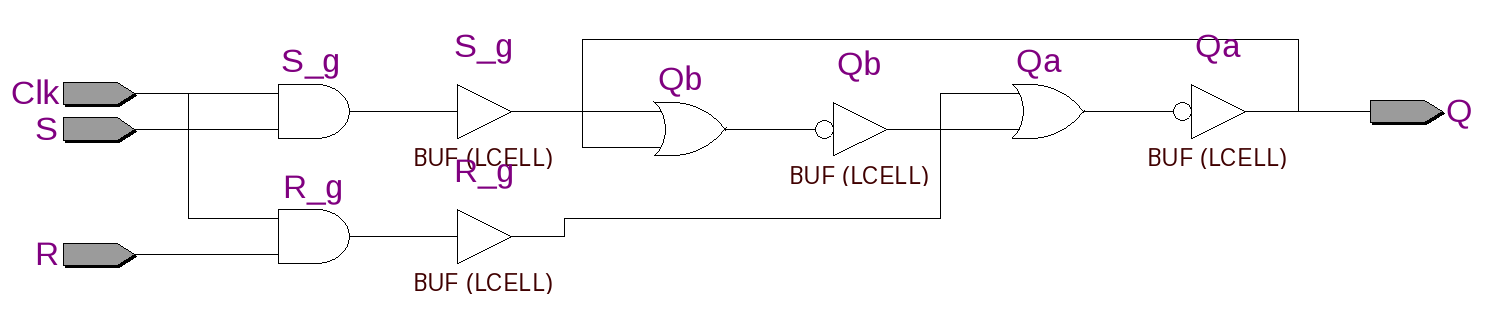 Clk
S
R
S_g
S_g
BUF (LCELL)
R_g
R_g
BUF (LCELL)
Qb
Qb
BUF (LCELL)
Qa
Qa
BUF (LCELL)
Q